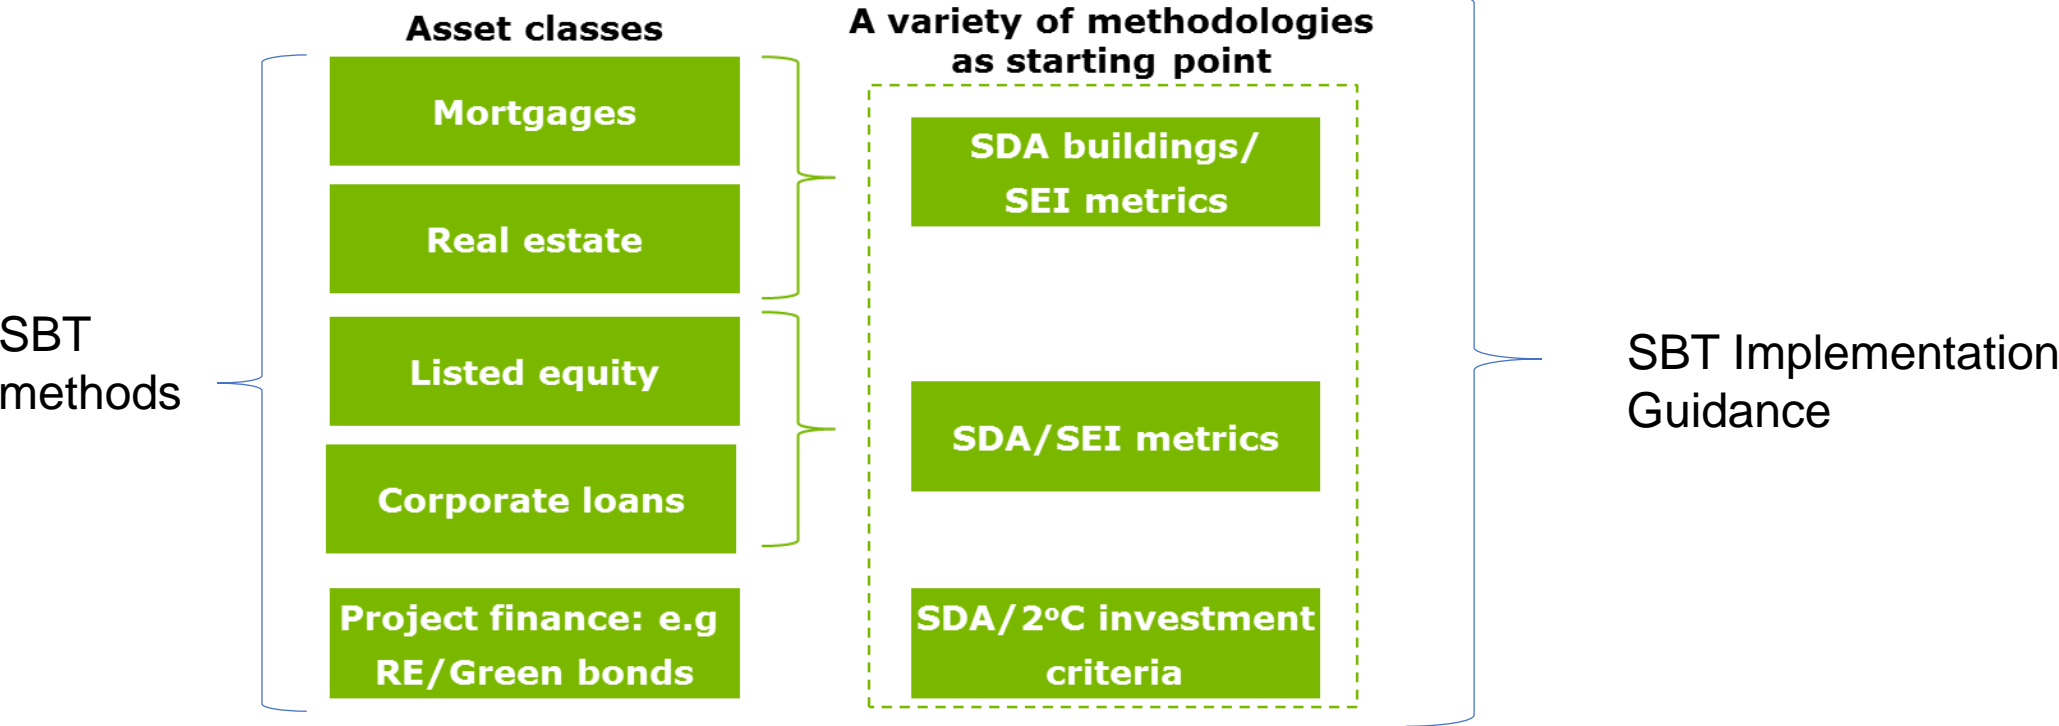 Asset classes
A variety of methodologies
as starting point
SBT
methods
Mortgages
Real estate
Listed equity
Corporate loans
Project finance: e.g
RE/Green bonds
SDA buildings/
SEI metrics
SDA/SEI metrics
SDA/2ºC investment
criteria
SBT Implementation
Guidance